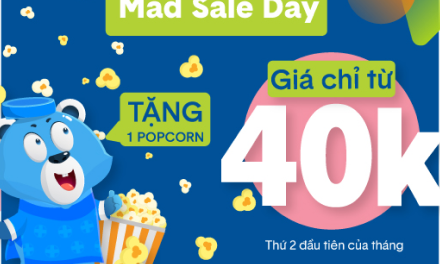 Mad Sale Day
Giá chỉ từ
40k
TẶNG
1 POPCORN
Thứ 2 đầu tiên của tháng